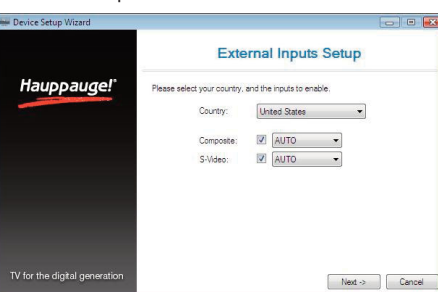 Device Setup Wizard
External Inputs Setup
Hauppauge!®
Please select your country, and the inputs to enable.
Country: United States
Composite: AUTO
S-Video: AUTO
TV for the digital generation
Next -> Cancel